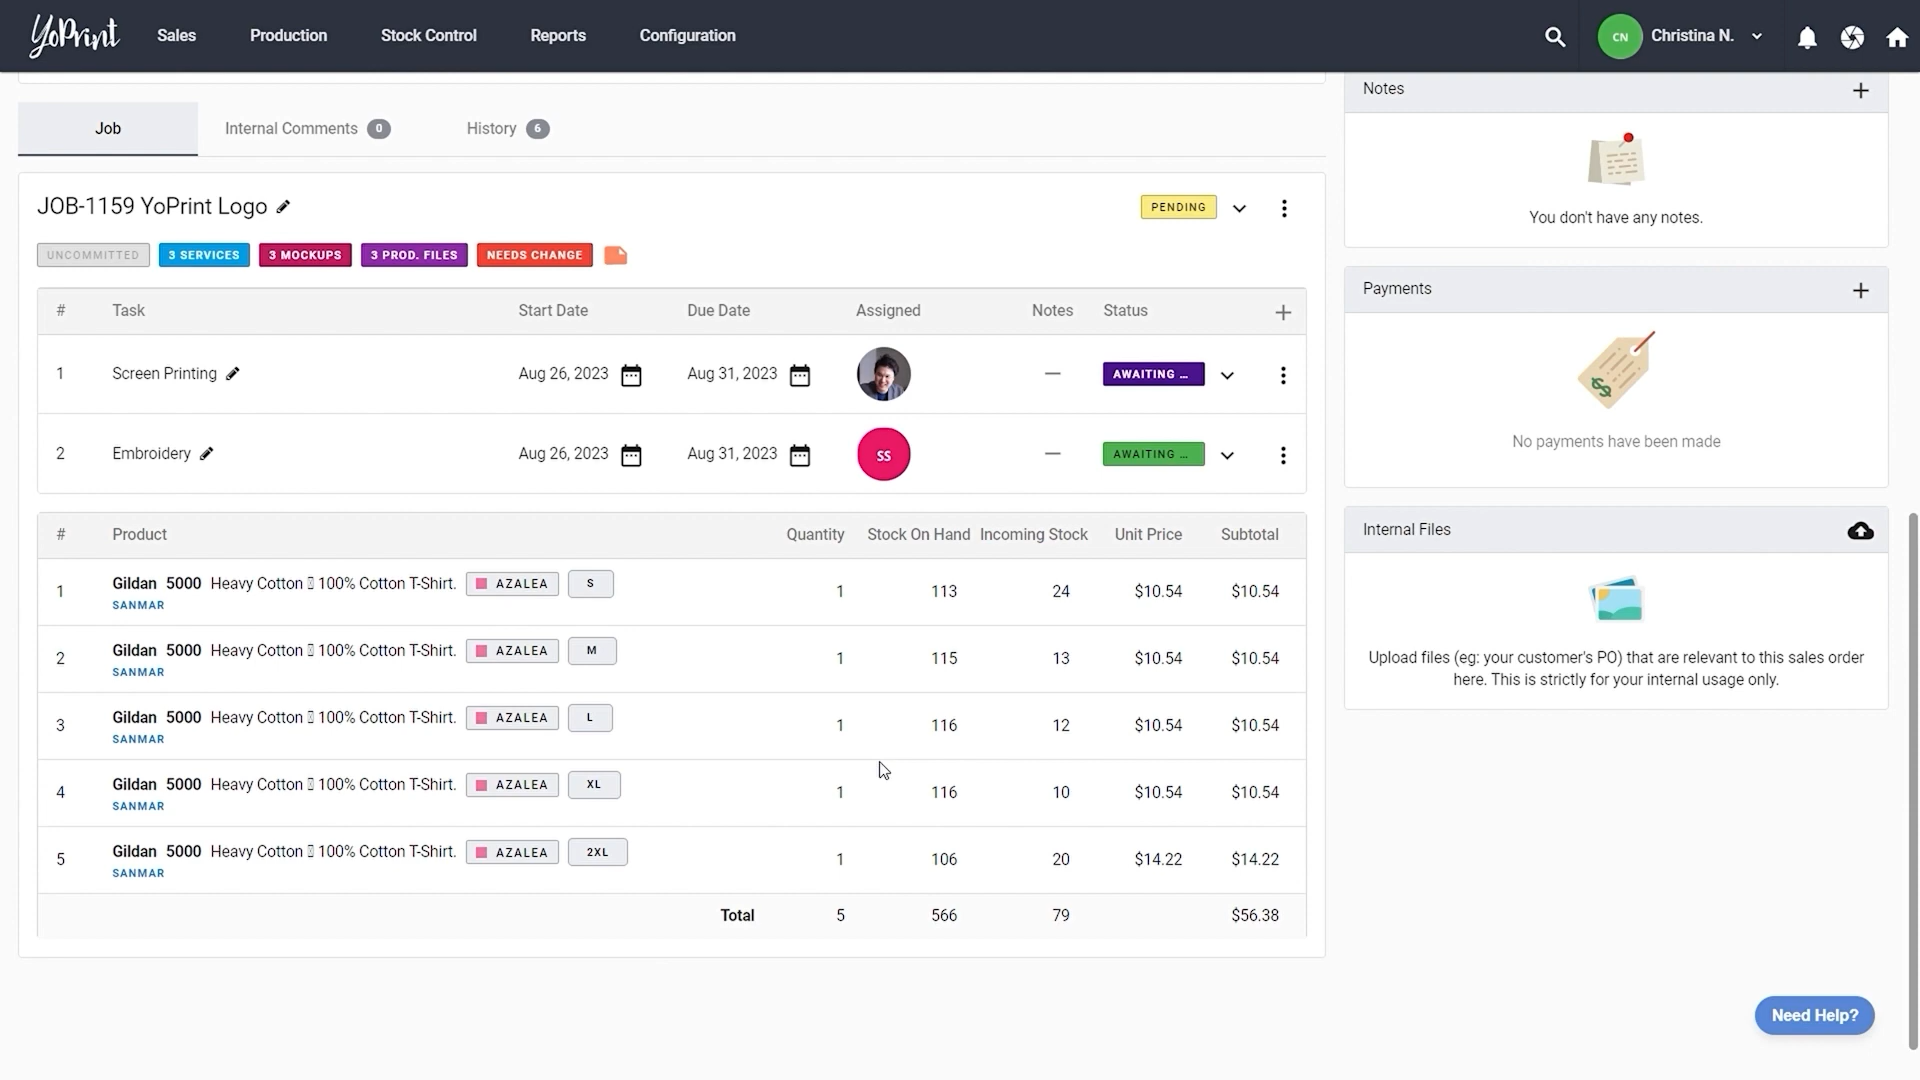 YoPrint Sales Production Stock Control Reports Configuration CN Christina N.
Job Internal Comments 0 History 6
JOB-1159 YoPrint Logo PENDING
UNCOMMITTED 3 SERVICES 3 MOCKUPS 3 PROD. FILES NEEDS CHANGE
# Task Start Date Due Date Assigned Notes Status
1 Screen Printing Aug 26, 2023 Aug 31, 2023 — AWAITING ...
2 Embroidery Aug 26, 2023 Aug 31, 2023 SS — AWAITING ...
# Product Quantity Stock On Hand Incoming Stock Unit Price Subtotal
1 Gildan 5000 Heavy Cotton ▯ 100% Cotton T-Shirt. AZALEA S 1 113 24 $10.54 $10.54
SANMAR
2 Gildan 5000 Heavy Cotton ▯ 100% Cotton T-Shirt. AZALEA M 1 115 13 $10.54 $10.54
SANMAR
3 Gildan 5000 Heavy Cotton ▯ 100% Cotton T-Shirt. AZALEA L 1 116 12 $10.54 $10.54
SANMAR
4 Gildan 5000 Heavy Cotton ▯ 100% Cotton T-Shirt. AZALEA XL 1 116 10 $10.54 $10.54
SANMAR
5 Gildan 5000 Heavy Cotton ▯ 100% Cotton T-Shirt. AZALEA 2XL 1 106 20 $14.22 $14.22
SANMAR
Total 5 566 79 $56.38
Notes
You don't have any notes.
Payments
$
No payments have been made
Internal Files
Upload files (eg: your customer's PO) that are relevant to this sales order
here. This is strictly for your internal usage only.
Need Help?